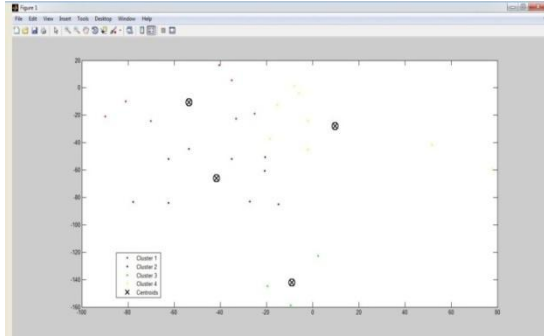 Figure 1
File Edit View Insert Tools Desktop Window Help
20
0
-20
-40
-60
-80
-100
-120
-140
-160
-100 -80 -60 -40 -20 0 20 40 60 80
Cluster 1
Cluster 2
Cluster 3
Cluster 4
Centroids